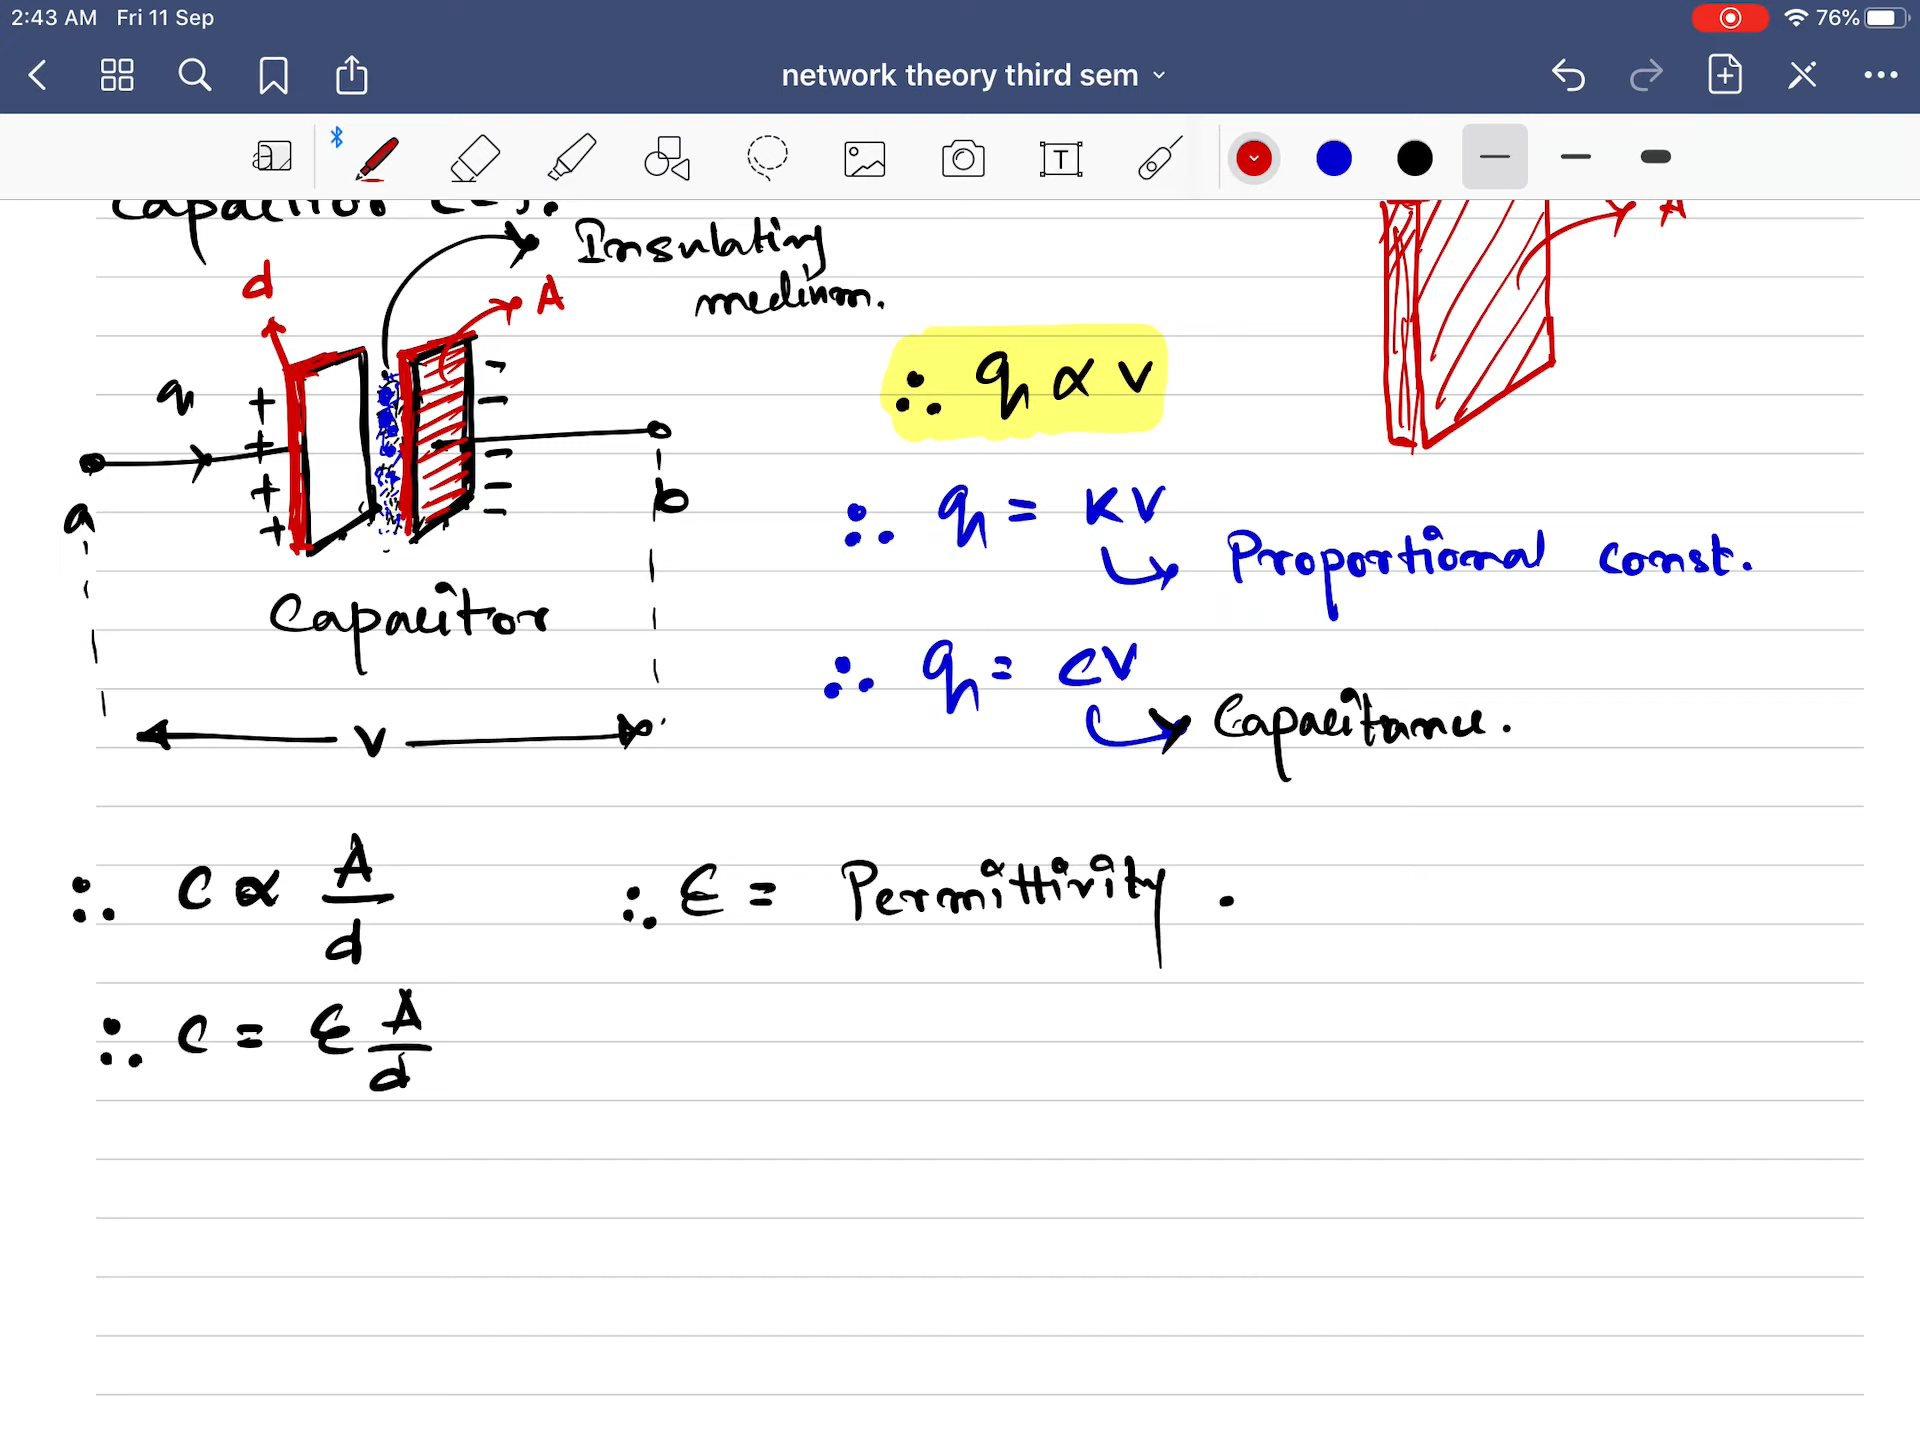 2:43 AM Fri 11 Sep
76%
network theory third sem
T
Capacitor
Insulating
medium.
d
A
A
q
+
+
+
+
-
-
-
-
-
a
b
Capacitor
V
∴ q ∝ V
∴ q = KV
Proportional const.
∴ q = CV
Capacitance.
∴ C ∝ A/d
∴ ε = Permittivity.
∴ C = ε A/d